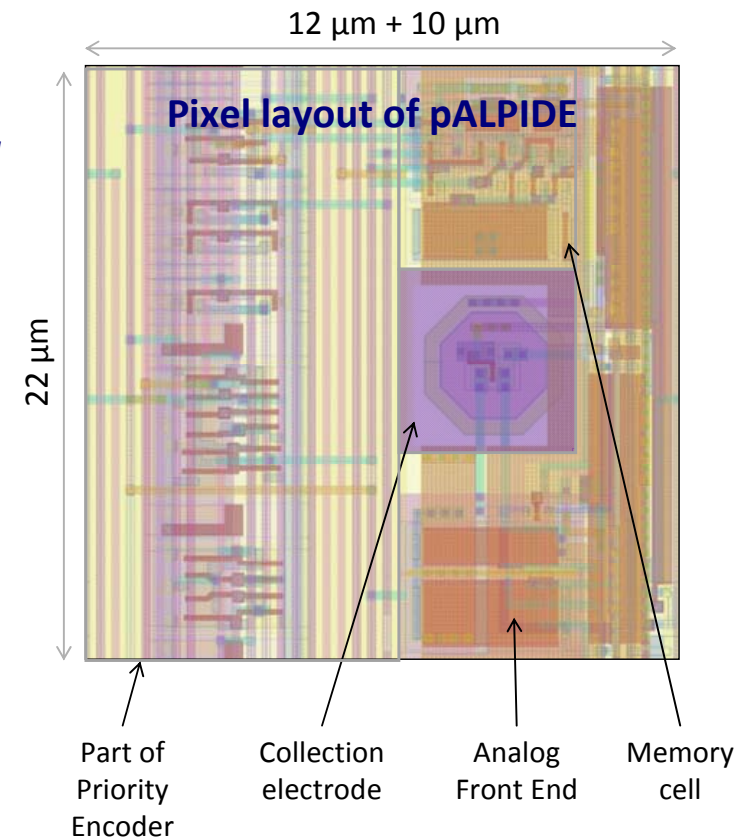 12 µm + 10 µm
Pixel layout of pALPIDE
22 µm
Part of
Priority
Encoder
Collection
electrode
Analog
Front End
Memory
cell